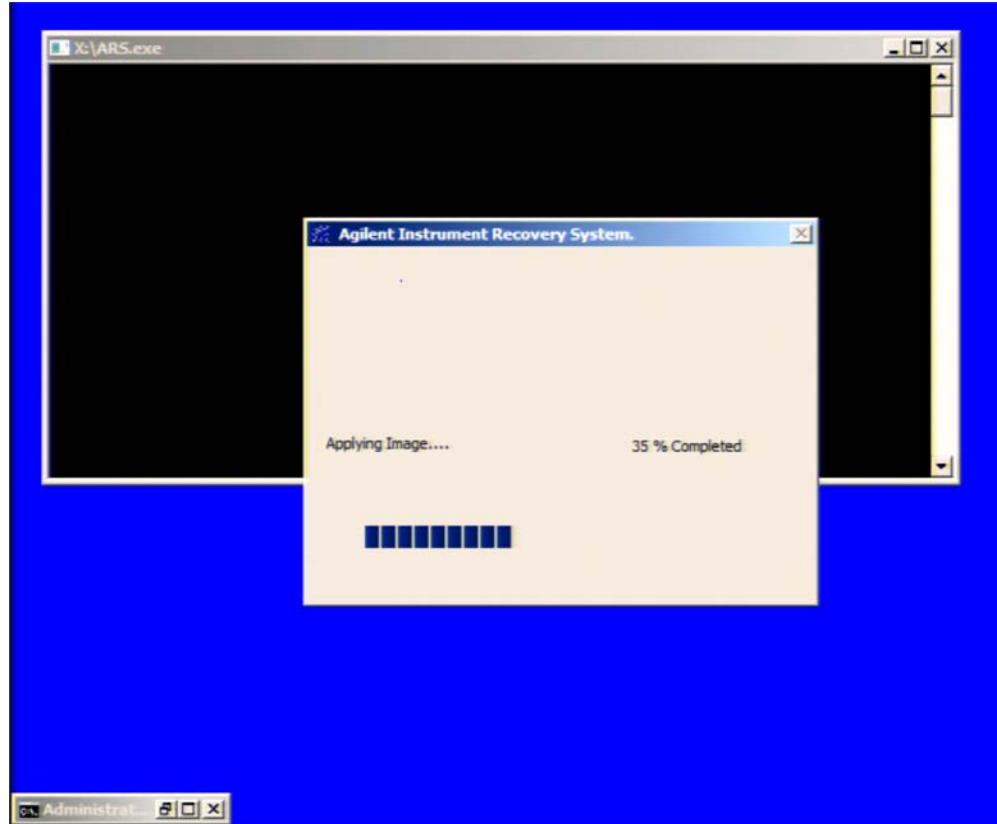 X:\ARS.exe
Agilent Instrument Recovery System.
Applying Image....
35 % Completed
Administrat...